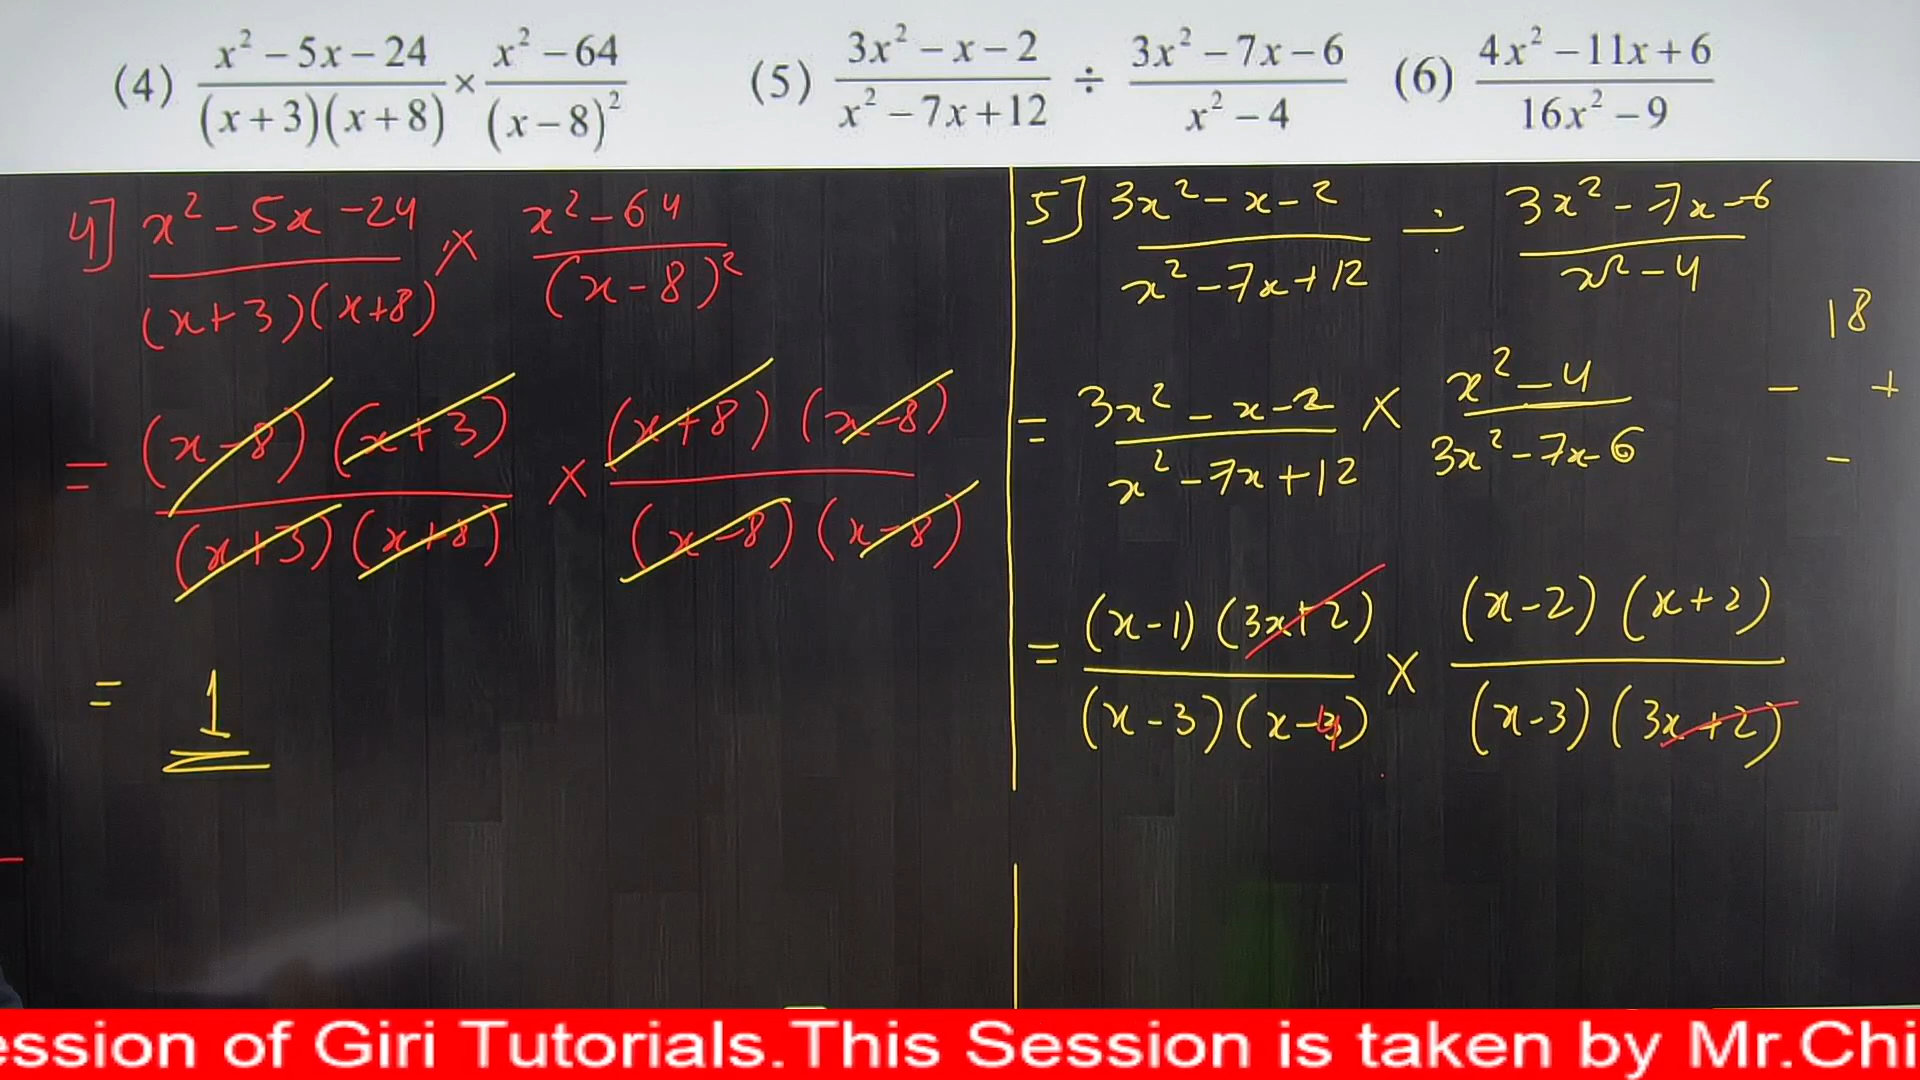 (4) (x² − 5x − 24)/((x+3)(x+8)) × (x² − 64)/(x−8)² (5) (3x² − x − 2)/(x² − 7x + 12) ÷ (3x² − 7x − 6)/(x² − 4) (6) (4x² − 11x + 6)/(16x² − 9)
4] (x² − 5x − 24)/((x+3)(x+8)) × (x² − 64)/(x−8)²
= ((x−8)(x+3))/((x+3)(x+8)) × ((x+8)(x−8))/((x−8)(x−8))
= 1
5] (3x² − x − 2)/(x² − 7x + 12) ÷ (3x² − 7x − 6)/(x² − 4)
18
= (3x² − x − 2)/(x² − 7x + 12) × (x² − 4)/(3x² − 7x − 6)
− +
−
= ((x−1)(3x+2))/((x−3)(x−4)) × ((x−2)(x+2))/((x−3)(3x+2))
ession of Giri Tutorials.This Session is taken by Mr.Chi